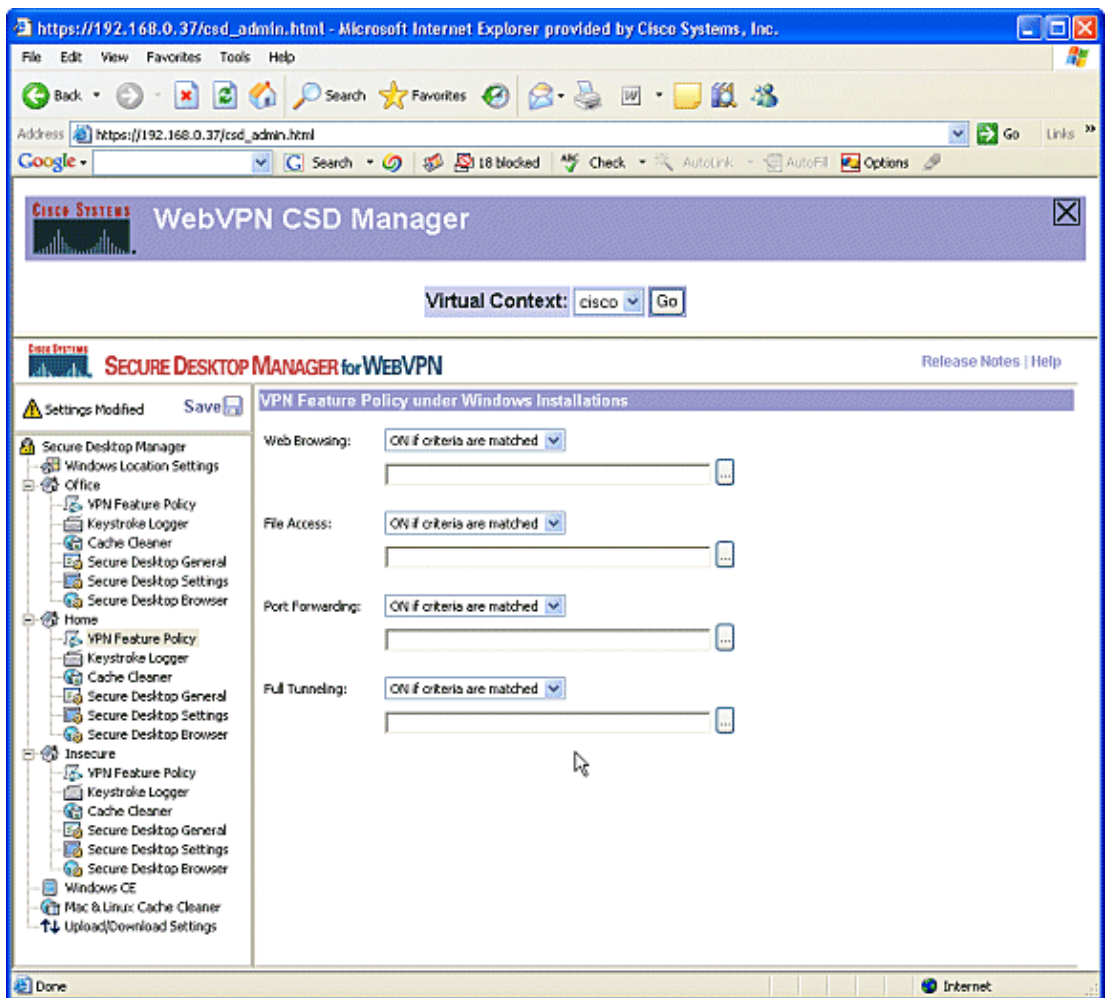 https://192.168.0.37/csd_admin.html - Microsoft Internet Explorer provided by Cisco Systems, Inc.
File Edit View Favorites Tools Help
Back Search Favorites
Address https://192.168.0.37/csd_admin.html Go Links »
Google Search 18 blocked Check AutoLink AutoFill Options
CISCO SYSTEMS WebVPN CSD Manager
Virtual Context: cisco Go
CISCO SYSTEMS SECURE DESKTOP MANAGER for WEBVPN Release Notes | Help
Settings Modified Save
Secure Desktop Manager
Windows Location Settings
Office
VPN Feature Policy
Keystroke Logger
Cache Cleaner
Secure Desktop General
Secure Desktop Settings
Secure Desktop Browser
Home
VPN Feature Policy
Keystroke Logger
Cache Cleaner
Secure Desktop General
Secure Desktop Settings
Secure Desktop Browser
Insecure
VPN Feature Policy
Keystroke Logger
Cache Cleaner
Secure Desktop General
Secure Desktop Settings
Secure Desktop Browser
Windows CE
Mac & Linux Cache Cleaner
Upload/Download Settings
VPN Feature Policy under Windows Installations
Web Browsing: ON if criteria are matched
...
File Access: ON if criteria are matched
...
Port Forwarding: ON if criteria are matched
...
Full Tunneling: ON if criteria are matched
...
Done Internet